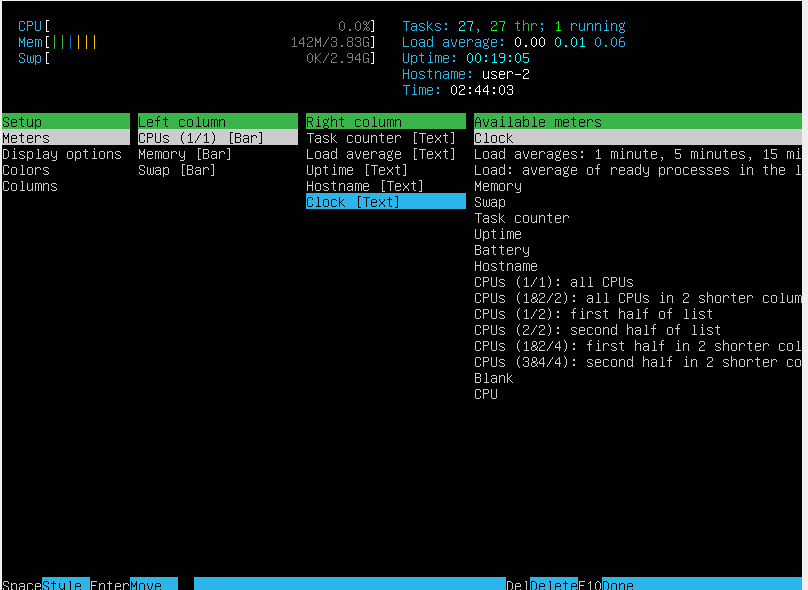 CPU[ 0.0%]
Mem[||||||| 142M/3.83G]
Swp[ 0K/2.94G]
Tasks: 27, 27 thr; 1 running
Load average: 0.00 0.01 0.06
Uptime: 00:19:05
Hostname: user-2
Time: 02:44:03
Setup
Meters
Display options
Colors
Columns
Left column
CPUs (1/1) [Bar]
Memory [Bar]
Swap [Bar]
Right column
Task counter [Text]
Load average [Text]
Uptime [Text]
Hostname [Text]
Clock [Text]
Available meters
Clock
Load averages: 1 minute, 5 minutes, 15 mi
Load: average of ready processes in the l
Memory
Swap
Task counter
Uptime
Battery
Hostname
CPUs (1/1): all CPUs
CPUs (1&2/2): all CPUs in 2 shorter colum
CPUs (1/2): first half of list
CPUs (2/2): second half of list
CPUs (1&2/4): first half in 2 shorter col
CPUs (3&4/4): second half in 2 shorter co
Blank
CPU
SpaceStyle EnterMove DelDeleteF10Done